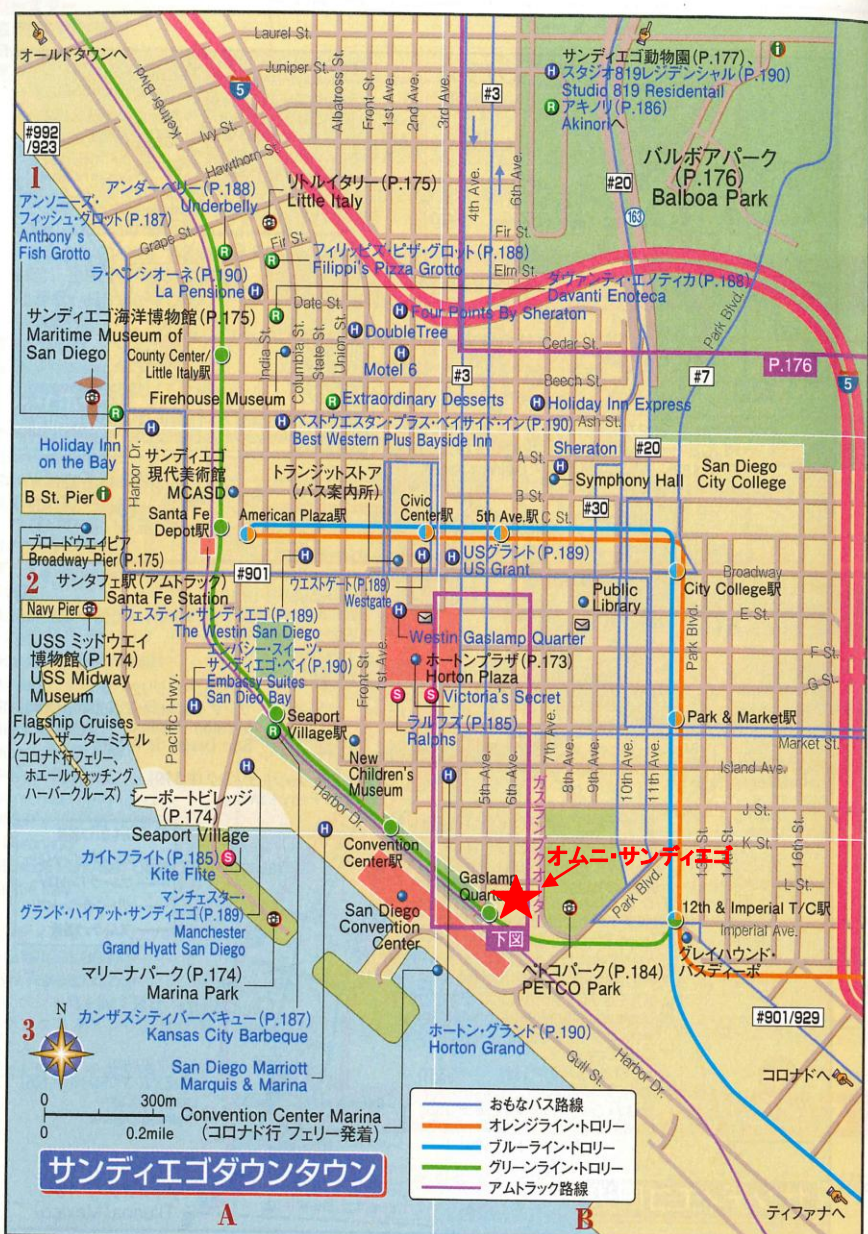 オールドタウンへ
Laurel St.
Juniper St.
Kettner Blvd.
Ivy St.
Hawthorn St.
Grape St.
Albatross St.
Front St.
1st Ave.
2nd Ave.
3rd Ave.
4th Ave.
6th Ave.
5
#3
#992
/923
サンディエゴ動物園(P.177)、
H スタジオ819レジデンシャル(P.190)
Studio 819 Residentail
R アキノリ(P.186)
Akinoriへ
バルボアパーク
(P.176)
Balboa Park
#20
163
Park Blvd.
1
アンソニーズ・
フィッシュ・グロット(P.187)
Anthony's
Fish Grotto
アンダーベリー(P.188)
Underbelly
リトルイタリー(P.175)
Little Italy
Fir St.
フィリッピズ・ピザ・グロット(P.188)
Filippi's Pizza Grotto
Fir St.
Elm St.
ラ・ペンシオーネ(P.190)
La Pensione
ダヴァンティ・エノティカ(P.188)
Davanti Enoteca
Date St.
Four Points By Sheraton
サンディエゴ海洋博物館(P.175)
Maritime Museum of
San Diego
County Center/
Little Italy駅
DoubleTree
Motel 6
Cedar St.
Beech St.
P.176
#7
#3
5
India St.
Columbia St.
State St.
Union St.
Firehouse Museum
Extraordinary Desserts
Holiday Inn Express
Ash St.
ベストウエスタン・プラス・ベイサイド・イン(P.190)
Best Western Plus Bayside Inn
Holiday Inn
on the Bay
Harbor Dr.
サンディエゴ
現代美術館
MCASD
トランジットストア
(バス案内所)
A St.
B St.
C St.
Sheraton
Symphony Hall
#20
#30
San Diego
City College
B St. Pier
Santa Fe
Depot駅
American Plaza駅
Civic
Center駅
5th Ave.駅
ブロードウエイピア
Broadway Pier(P.175)
2
サンタフェ駅(アムトラック)
Santa Fe Station
#901
ウエストゲート(P.189)
Westgate
USグラント(P.189)
US Grant
Public
Library
Broadway
City College駅
E St.
F St.
G St.
Navy Pier
USS ミッドウエイ
博物館(P.174)
USS Midway
Museum
ウェスティン・サンディエゴ(P.189)
The Westin San Diego
エンバシー・スイーツ・
サンディエゴ・ベイ(P.190)
Embassy Suites
San Dieo Bay
Westin Gaslamp Quarter
ホートンプラザ(P.173)
Horton Plaza
Front St.
1st Ave.
Victoria's Secret
ラルフズ(P.185)
Ralphs
Park Blvd.
Park & Market駅
Market St.
Island Ave.
J St.
K St.
L St.
Pacific Hwy.
Flagship Cruises
クルーザーターミナル
(コロナド行フェリー、
ホエールウォッチング、
ハーバークルーズ)
Seaport
Village駅
New
Children's
Museum
5th Ave.
6th Ave.
7th Ave.
8th Ave.
9th Ave.
10th Ave.
11th Ave.
13th St.
14th St.
16th St.
シーポートビレッジ
(P.174)
Seaport Village
Harbor Dr.
Convention
Center駅
カイトフライト(P.185)
Kite Flite
ガスランプクオーター
オムニ・サンディエゴ
Gaslamp
Quarter
下図
Park Blvd.
12th & Imperial T/C駅
Imperial Ave.
マンチェスター・
グランド・ハイアット・サンディエゴ(P.189)
Manchester
Grand Hyatt San Diego
San Diego
Convention
Center
ペトコパーク(P.184)
PETCO Park
グレイハウンド・
バスディーポ
マリーナパーク(P.174)
Marina Park
カンザスシティバーベキュー(P.187)
Kansas City Barbeque
ホートン・グランド(P.190)
Horton Grand
#901/929
3
N
San Diego Marriott
Marquis & Marina
Gull St.
Harbor Dr.
コロナドへ
0 300m
0 0.2mile
Convention Center Marina
(コロナド行 フェリー発着)
おもなバス路線
オレンジライン・トロリー
ブルーライン・トロリー
グリーンライン・トロリー
アムトラック路線
サンディエゴダウンタウン
A
B
ティファナへ